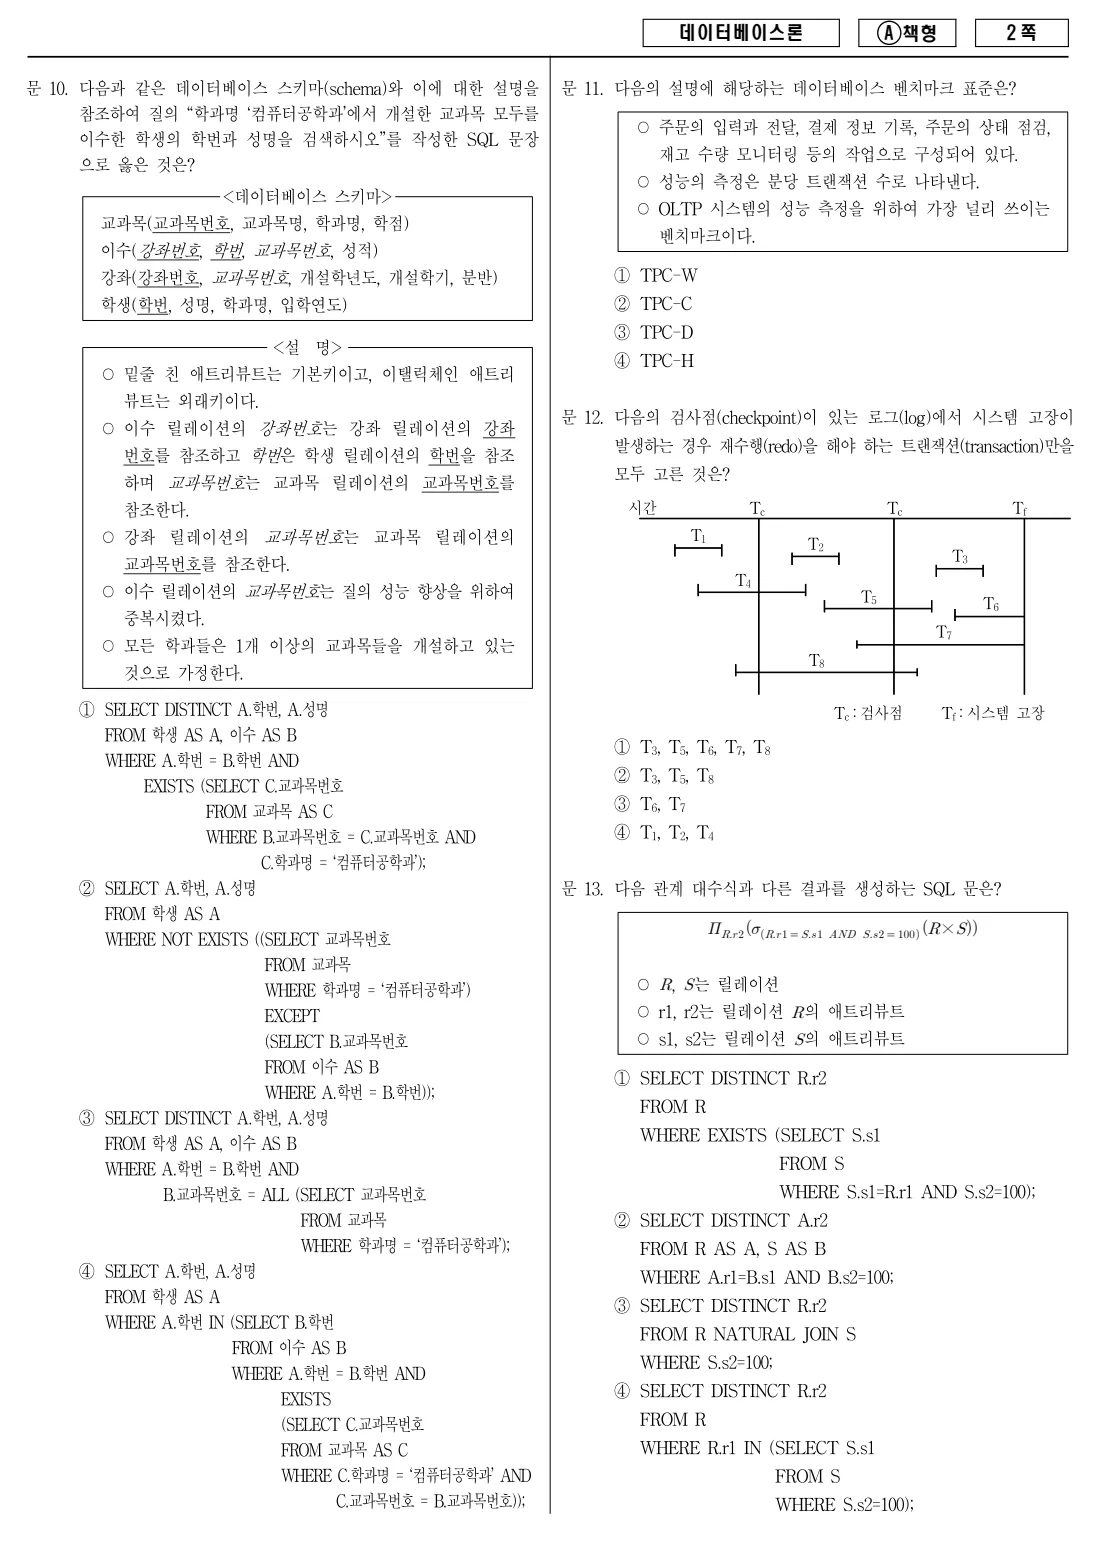 데이터베이스론
Ⓐ책형
2쪽
문 10. 다음과 같은 데이터베이스 스키마(schema)와 이에 대한 설명을
참조하여 질의 “학과명 ‘컴퓨터공학과’에서 개설한 교과목 모두를
이수한 학생의 학번과 성명을 검색하시오”를 작성한 SQL 문장
으로 옳은 것은?
<데이터베이스 스키마>
교과목(교과목번호, 교과목명, 학과명, 학점)
이수(강좌번호, 학번, 교과목번호, 성적)
강좌(강좌번호, 교과목번호, 개설학년도, 개설학기, 분반)
학생(학번, 성명, 학과명, 입학연도)
<설 명>
○ 밑줄 친 애트리뷰트는 기본키이고, 이탤릭체인 애트리
뷰트는 외래키이다.
○ 이수 릴레이션의 강좌번호는 강좌 릴레이션의 강좌
번호를 참조하고 학번은 학생 릴레이션의 학번을 참조
하며 교과목번호는 교과목 릴레이션의 교과목번호를
참조한다.
○ 강좌 릴레이션의 교과목번호는 교과목 릴레이션의
교과목번호를 참조한다.
○ 이수 릴레이션의 교과목번호는 질의 성능 향상을 위하여
중복시켰다.
○ 모든 학과들은 1개 이상의 교과목들을 개설하고 있는
것으로 가정한다.
① SELECT DISTINCT A.학번, A.성명
FROM 학생 AS A, 이수 AS B
WHERE A.학번 = B.학번 AND
EXISTS (SELECT C.교과목번호
FROM 교과목 AS C
WHERE B.교과목번호 = C.교과목번호 AND
C.학과명 = ‘컴퓨터공학과’);
② SELECT A.학번, A.성명
FROM 학생 AS A
WHERE NOT EXISTS ((SELECT 교과목번호
FROM 교과목
WHERE 학과명 = ‘컴퓨터공학과’)
EXCEPT
(SELECT B.교과목번호
FROM 이수 AS B
WHERE A.학번 = B.학번));
③ SELECT DISTINCT A.학번, A.성명
FROM 학생 AS A, 이수 AS B
WHERE A.학번 = B.학번 AND
B.교과목번호 = ALL (SELECT 교과목번호
FROM 교과목
WHERE 학과명 = ‘컴퓨터공학과’);
④ SELECT A.학번, A.성명
FROM 학생 AS A
WHERE A.학번 IN (SELECT B.학번
FROM 이수 AS B
WHERE A.학번 = B.학번 AND
EXISTS
(SELECT C.교과목번호
FROM 교과목 AS C
WHERE C.학과명 = ‘컴퓨터공학과’ AND
C.교과목번호 = B.교과목번호));
문 11. 다음의 설명에 해당하는 데이터베이스 벤치마크 표준은?
○ 주문의 입력과 전달, 결제 정보 기록, 주문의 상태 점검,
재고 수량 모니터링 등의 작업으로 구성되어 있다.
○ 성능의 측정은 분당 트랜잭션 수로 나타낸다.
○ OLTP 시스템의 성능 측정을 위하여 가장 널리 쓰이는
벤치마크이다.
① TPC-W
② TPC-C
③ TPC-D
④ TPC-H
문 12. 다음의 검사점(checkpoint)이 있는 로그(log)에서 시스템 고장이
발생하는 경우 재수행(redo)을 해야 하는 트랜잭션(transaction)만을
모두 고른 것은?
시간 Tc Tc Tf
T1
T2
T3
T4
T5
T6
T7
T8
Tc : 검사점 Tf : 시스템 고장
① T3, T5, T6, T7, T8
② T3, T5, T8
③ T6, T7
④ T1, T2, T4
문 13. 다음 관계 대수식과 다른 결과를 생성하는 SQL 문은?
ΠR.r2(σ(R.r1 = S.s1 AND S.s2 = 100)(R×S))
○ R, S는 릴레이션
○ r1, r2는 릴레이션 R의 애트리뷰트
○ s1, s2는 릴레이션 S의 애트리뷰트
① SELECT DISTINCT R.r2
FROM R
WHERE EXISTS (SELECT S.s1
FROM S
WHERE S.s1=R.r1 AND S.s2=100);
② SELECT DISTINCT A.r2
FROM R AS A, S AS B
WHERE A.r1=B.s1 AND B.s2=100;
③ SELECT DISTINCT R.r2
FROM R NATURAL JOIN S
WHERE S.s2=100;
④ SELECT DISTINCT R.r2
FROM R
WHERE R.r1 IN (SELECT S.s1
FROM S
WHERE S.s2=100);